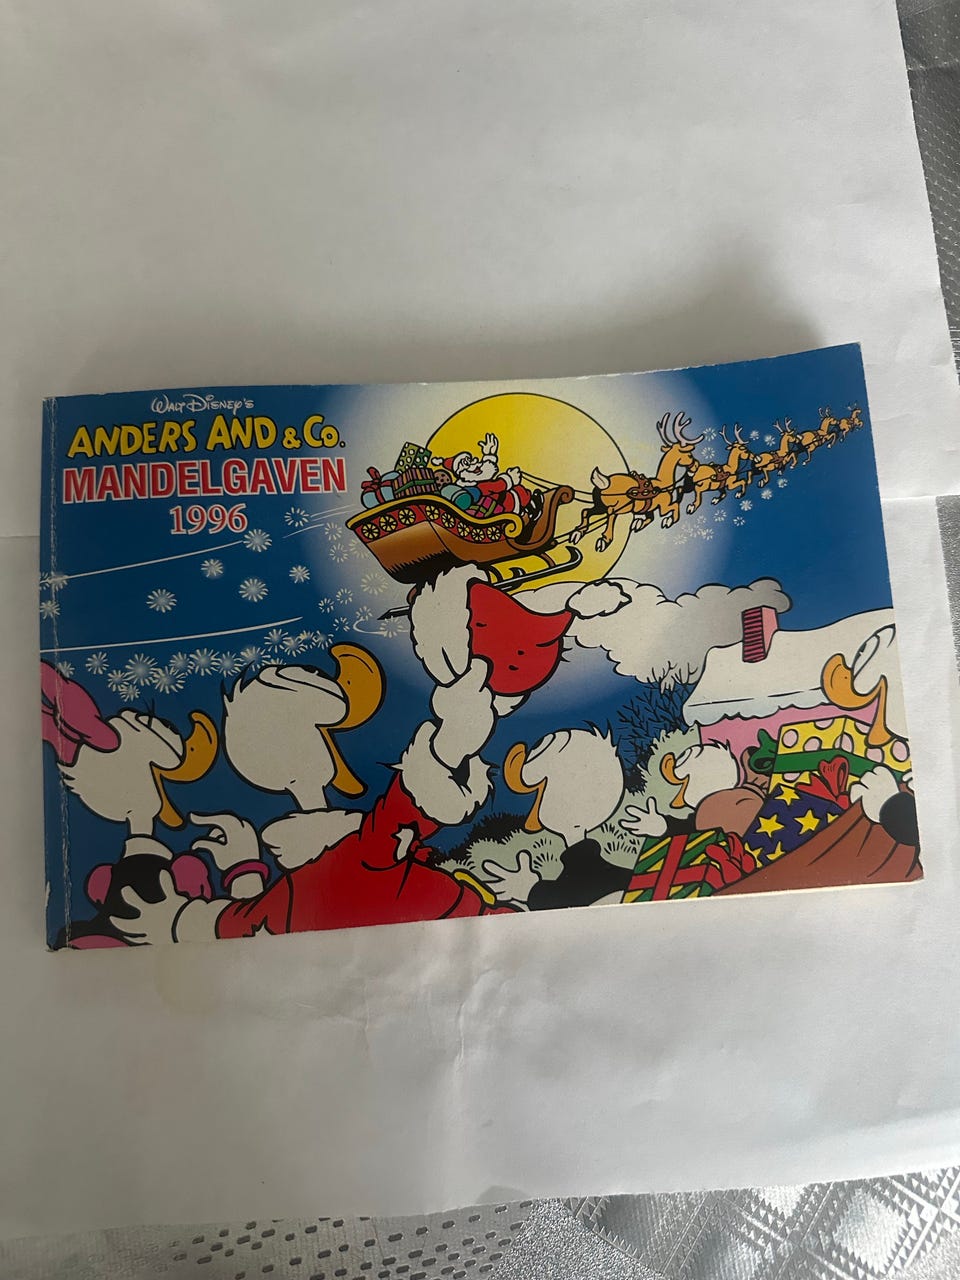 WALT DISNEY'S
ANDERS AND & CO.
MANDELGAVEN
1996